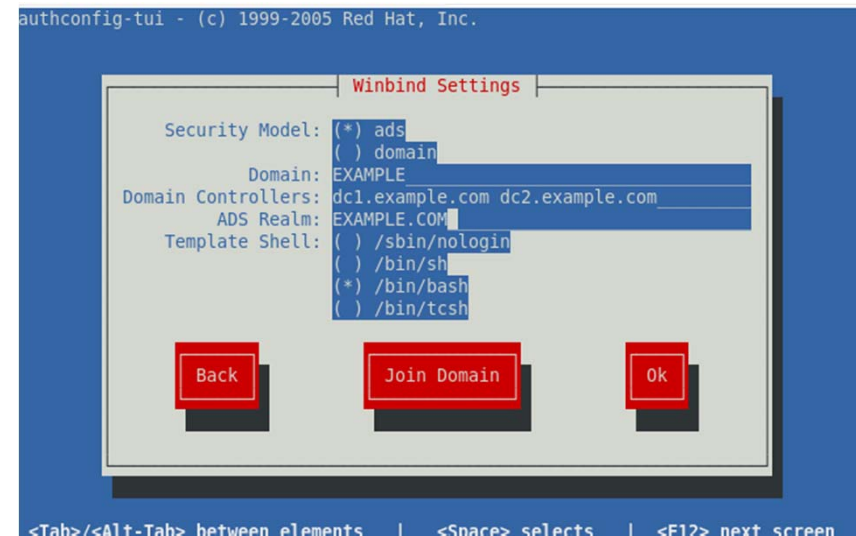 authconfig-tui - (c) 1999-2005 Red Hat, Inc.
Winbind Settings
Security Model: (*) ads
( ) domain
Domain: EXAMPLE
Domain Controllers: dc1.example.com dc2.example.com
ADS Realm: EXAMPLE.COM
Template Shell: ( ) /sbin/nologin
( ) /bin/sh
(*) /bin/bash
( ) /bin/tcsh
Back Join Domain Ok
<Tab>/<Alt-Tab> between elements | <Space> selects | <F12> next screen